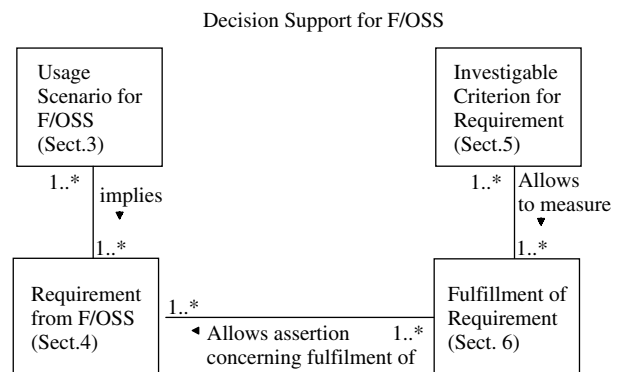 Decision Support for F/OSS
Usage
Scenario for
F/OSS
(Sect.3)
Investigable
Criterion for
Requirement
(Sect.5)
1..*
implies
1..*
1..*
Allows
to measure
1..*
Requirement
from F/OSS
(Sect.4)
1..*
Allows assertion
concerning fulfilment of
1..*
Fulfillment of
Requirement
(Sect. 6)